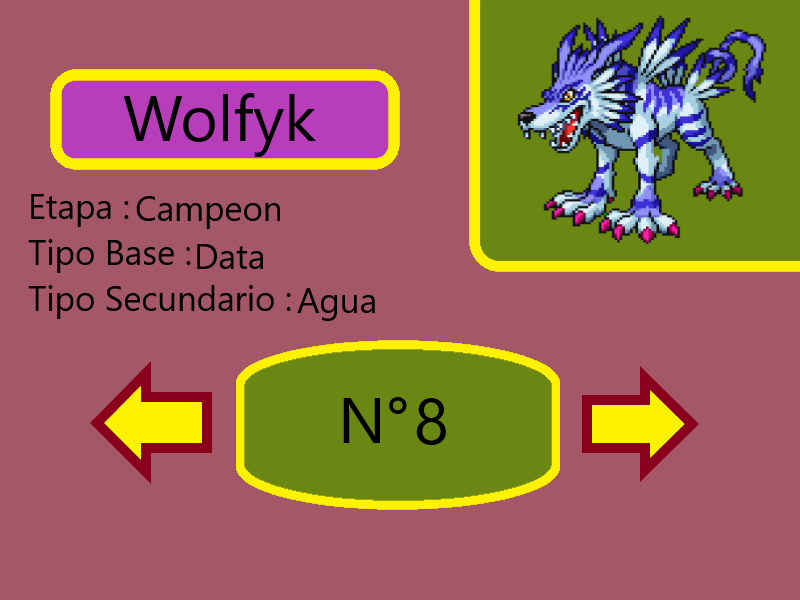 Wolfyk
Etapa : Campeon
Tipo Base : Data
Tipo Secundario : Agua
N°8